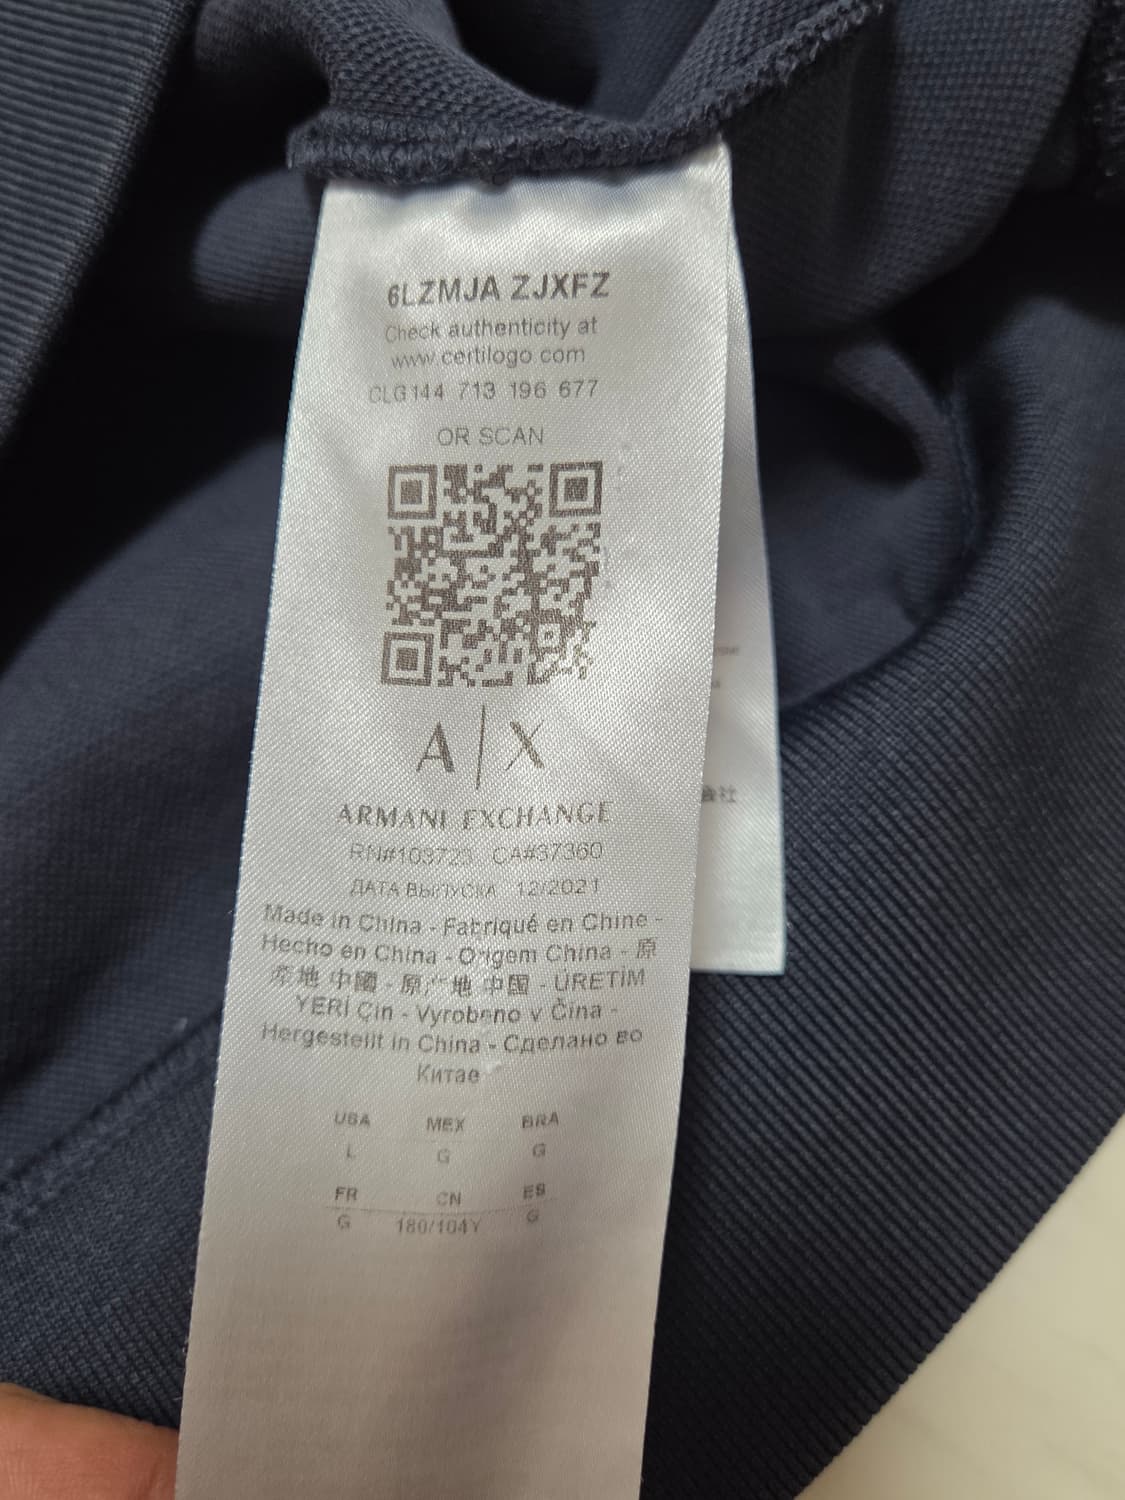 6LZMJA ZJXFZ
Check authenticity at
www.certilogo.com
CLG144 713 196 677
OR SCAN
A|X
ARMANI EXCHANGE
RN#103723 CA#37360
ДАТА ВЫПУСКА 12/2021
Made in China - Fabriqué en Chine -
Hecho en China - Origem China - 原
產地 中國 - 原产地 中国 - ÜRETİM
YERİ Çin - Vyrobeno v Čína -
Hergestellt in China - Сделано во
Китае
USA MEX BRA
L G G
FR CN ES
G 180/104Y G
会社